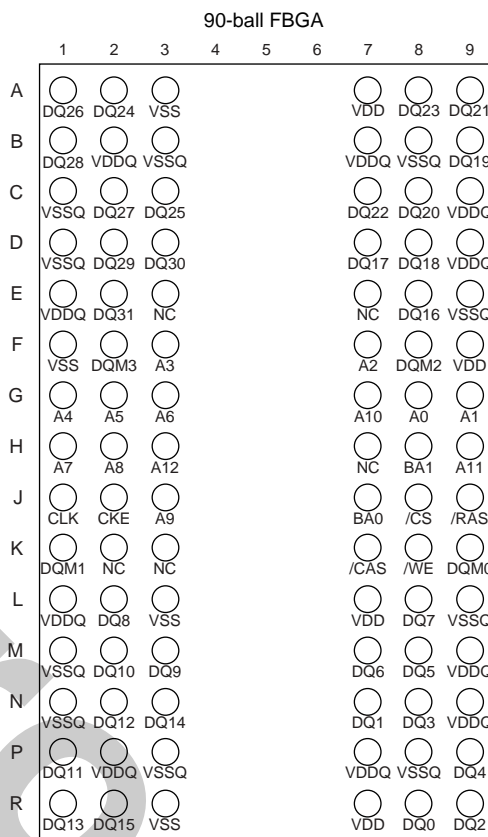 90-ball FBGA
1 2 3 4 5 6 7 8 9
A
DQ26 DQ24 VSS VDD DQ23 DQ21
B
DQ28 VDDQ VSSQ VDDQ VSSQ DQ19
C
VSSQ DQ27 DQ25 DQ22 DQ20 VDDQ
D
VSSQ DQ29 DQ30 DQ17 DQ18 VDDQ
E
VDDQ DQ31 NC NC DQ16 VSSQ
F
VSS DQM3 A3 A2 DQM2 VDD
G
A4 A5 A6 A10 A0 A1
H
A7 A8 A12 NC BA1 A11
J
CLK CKE A9 BA0 /CS /RAS
K
DQM1 NC NC /CAS /WE DQM0
L
VDDQ DQ8 VSS VDD DQ7 VSSQ
M
VSSQ DQ10 DQ9 DQ6 DQ5 VDDQ
N
VSSQ DQ12 DQ14 DQ1 DQ3 VDDQ
P
DQ11 VDDQ VSSQ VDDQ VSSQ DQ4
R
DQ13 DQ15 VSS VDD DQ0 DQ2